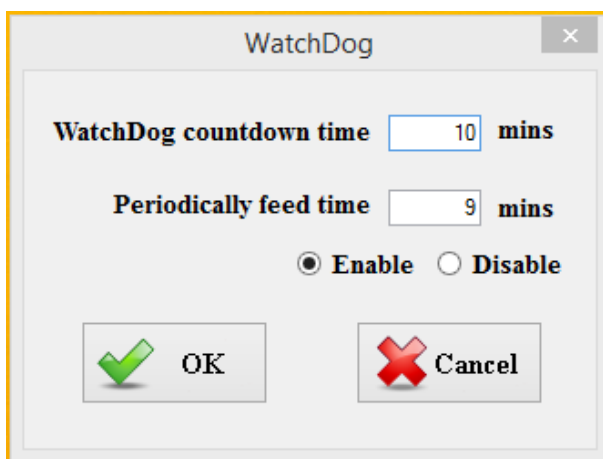 WatchDog
WatchDog countdown time 10 mins
Periodically feed time 9 mins
Enable Disable
OK Cancel